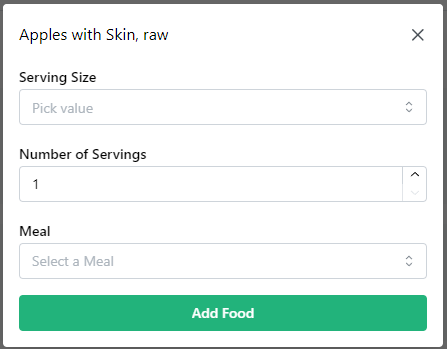 Apples with Skin, raw
Serving Size
Pick value
Number of Servings
1
Meal
Select a Meal
Add Food